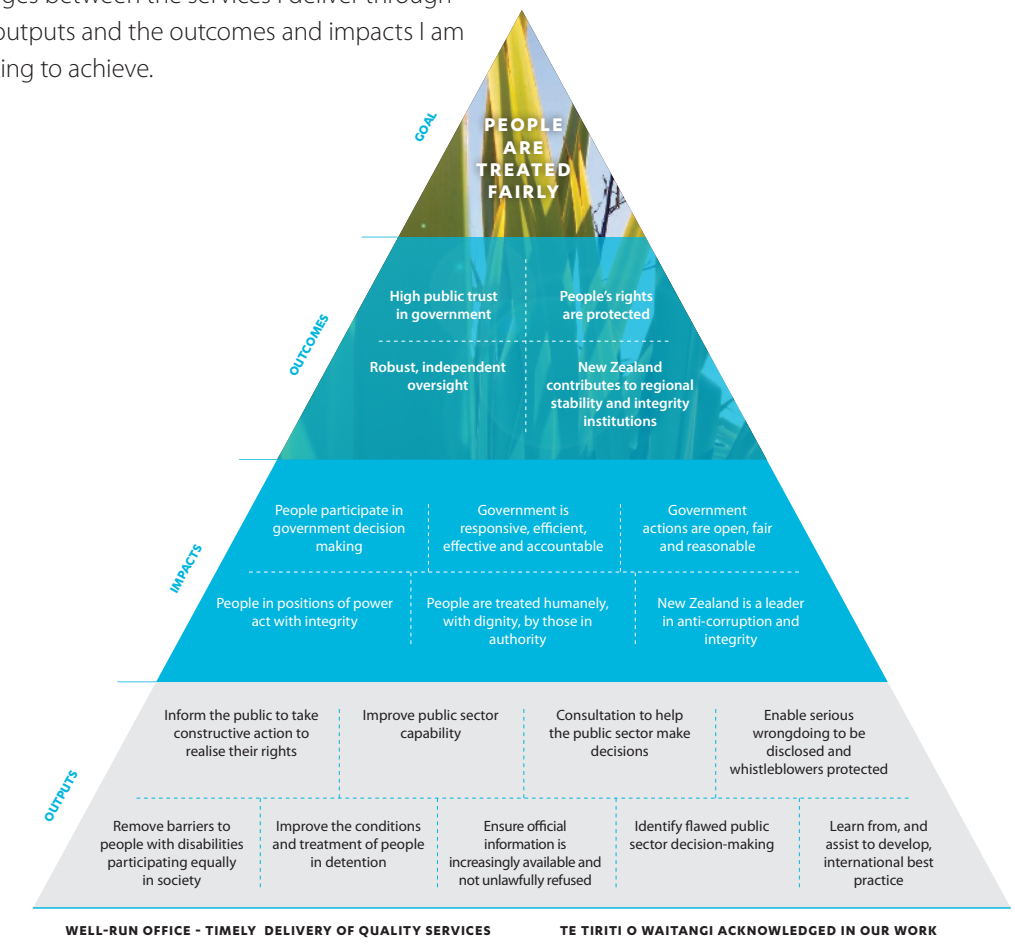 ges between the services I deliver through
outputs and the outcomes and impacts I am
ing to achieve.
GOAL
PEOPLE
ARE
TREATED
FAIRLY
OUTCOMES
High public trust
in government
People's rights
are protected
Robust, independent
oversight
New Zealand
contributes to regional
stability and integrity
institutions
IMPACTS
People participate in
government decision
making
Government is
responsive, efficient,
effective and accountable
Government
actions are open, fair
and reasonable
People in positions of power
act with integrity
People are treated humanely,
with dignity, by those in
authority
New Zealand is a leader
in anti-corruption and
integrity
OUTPUTS
Inform the public to take
constructive action to
realise their rights
Improve public sector
capability
Consultation to help
the public sector make
decisions
Enable serious
wrongdoing to be
disclosed and
whistleblowers protected
Remove barriers to
people with disabilities
participating equally
in society
Improve the conditions
and treatment of people
in detention
Ensure official
information is
increasingly available and
not unlawfully refused
Identify flawed public
sector decision-making
Learn from, and
assist to develop,
international best
practice
WELL-RUN OFFICE - TIMELY DELIVERY OF QUALITY SERVICES
TE TIRITI O WAITANGI ACKNOWLEDGED IN OUR WORK